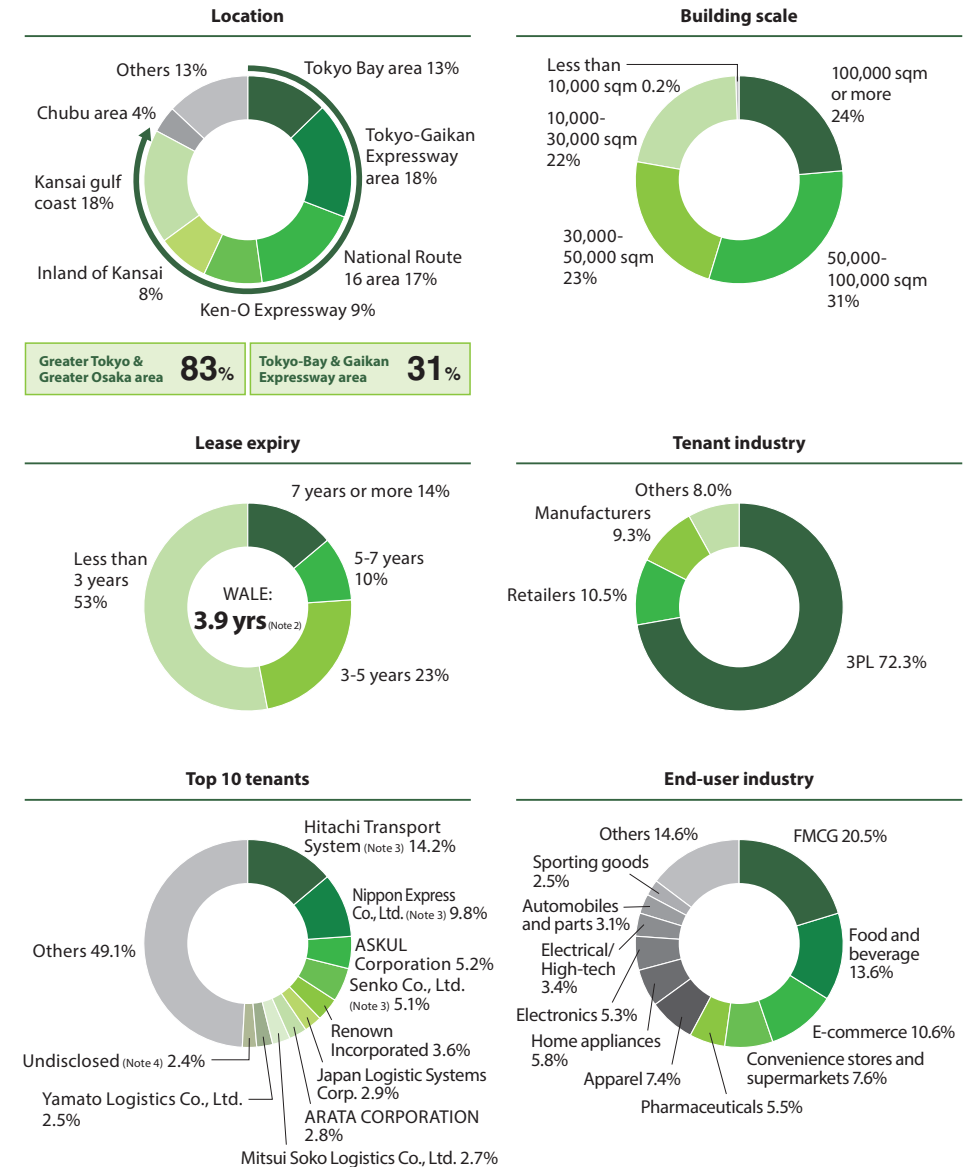 Location
Others 13%
Tokyo Bay area 13%
Chubu area 4%
Tokyo-Gaikan
Expressway
area 18%
Kansai gulf
coast 18%
National Route
16 area 17%
Inland of Kansai
8%
Ken-O Expressway 9%
Greater Tokyo &
Greater Osaka area
83%
Tokyo-Bay & Gaikan
Expressway area
31%
Building scale
Less than
10,000 sqm 0.2%
100,000 sqm
or more
24%
10,000-
30,000 sqm
22%
30,000-
50,000 sqm
23%
50,000-
100,000 sqm
31%
Lease expiry
7 years or more 14%
Less than
3 years
53%
5-7 years
10%
WALE:
3.9 yrs (Note 2)
3-5 years 23%
Tenant industry
Others 8.0%
Manufacturers
9.3%
Retailers 10.5%
3PL 72.3%
Top 10 tenants
Hitachi Transport
System (Note 3) 14.2%
Nippon Express
Co., Ltd. (Note 3) 9.8%
ASKUL
Corporation 5.2%
Senko Co., Ltd.
(Note 3) 5.1%
Others 49.1%
Renown
Incorporated 3.6%
Undisclosed (Note 4) 2.4%
Japan Logistic Systems
Corp. 2.9%
Yamato Logistics Co., Ltd.
2.5%
ARATA CORPORATION
2.8%
Mitsui Soko Logistics Co., Ltd. 2.7%
End-user industry
Others 14.6%
FMCG 20.5%
Sporting goods
2.5%
Automobiles
and parts 3.1%
Food and
beverage
13.6%
Electrical/
High-tech
3.4%
Electronics 5.3%
E-commerce 10.6%
Home appliances
5.8%
Convenience stores and
supermarkets 7.6%
Apparel 7.4%
Pharmaceuticals 5.5%